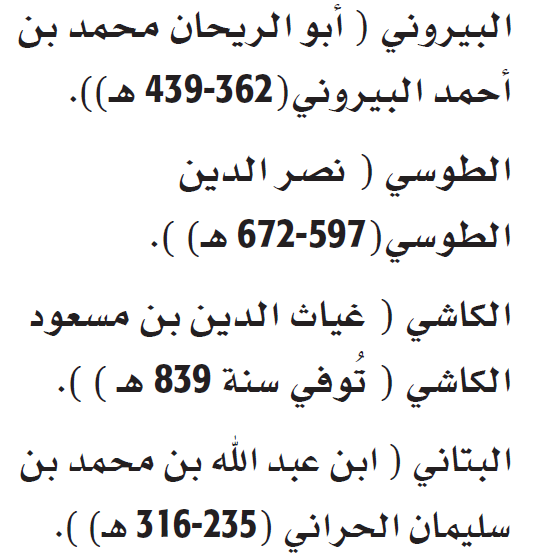 البيروني ( أبو الريحان محمد بن
أحمد البيروني(362-439 هـ)).
الطوسي ( نصر الدين
الطوسي(597-672 هـ) ).
الكاشي ( غياث الدين بن مسعود
الكاشي ( تُوفي سنة 839 هـ ) ).
البتاني ( ابن عبد الله بن محمد بن
سليمان الحراني (235-316 هـ) ).